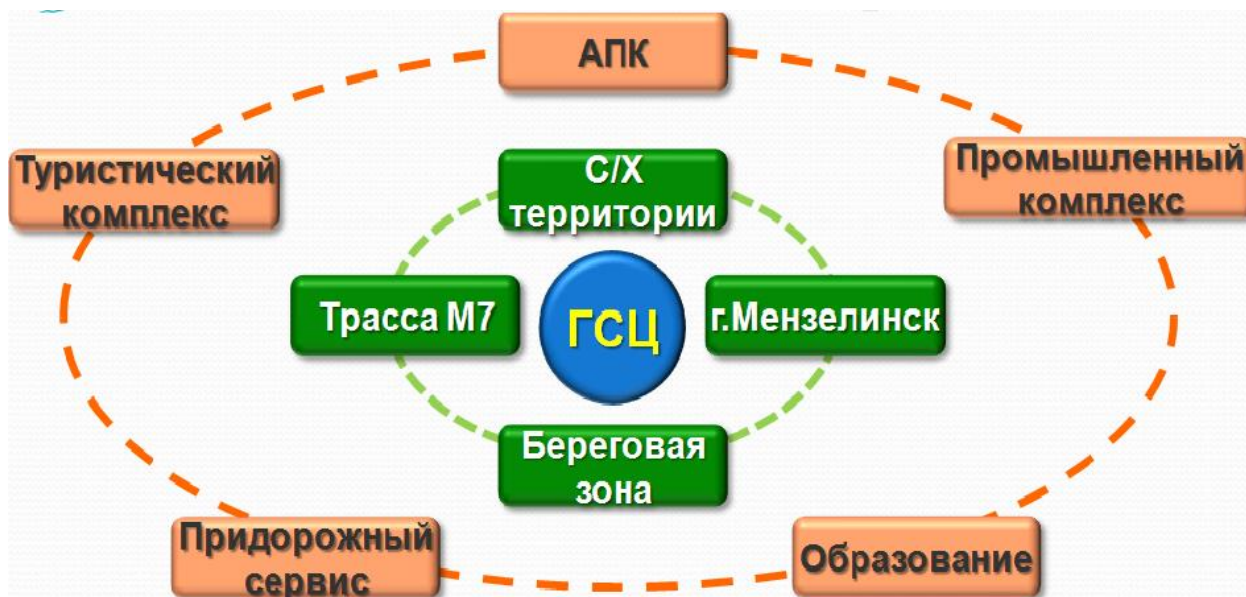 АПК
Туристический
комплекс
Промышленный
комплекс
С/Х
территории
Трасса М7
ГСЦ
г.Мензелинск
Береговая
зона
Придорожный
сервис
Образование